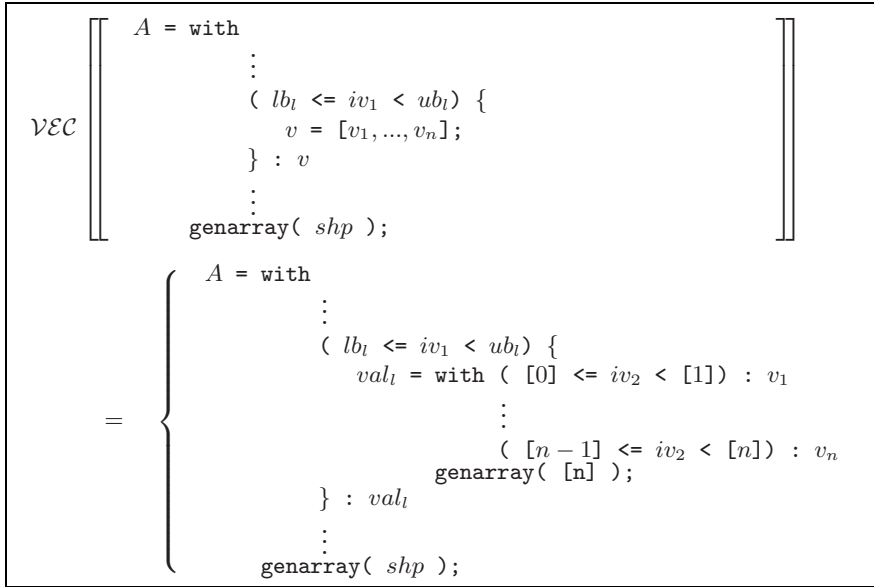 A = with
⋮
( lb_l <= iv_1 < ub_l) {
VEC
v = [v_1, ..., v_n];
} : v
⋮
genarray( shp );
A = with
⋮
( lb_l <= iv_1 < ub_l) {
val_l = with ( [0] <= iv_2 < [1]) : v_1
= ⋮
( [n − 1] <= iv_2 < [n]) : v_n
genarray( [n] );
} : val_l
⋮
genarray( shp );